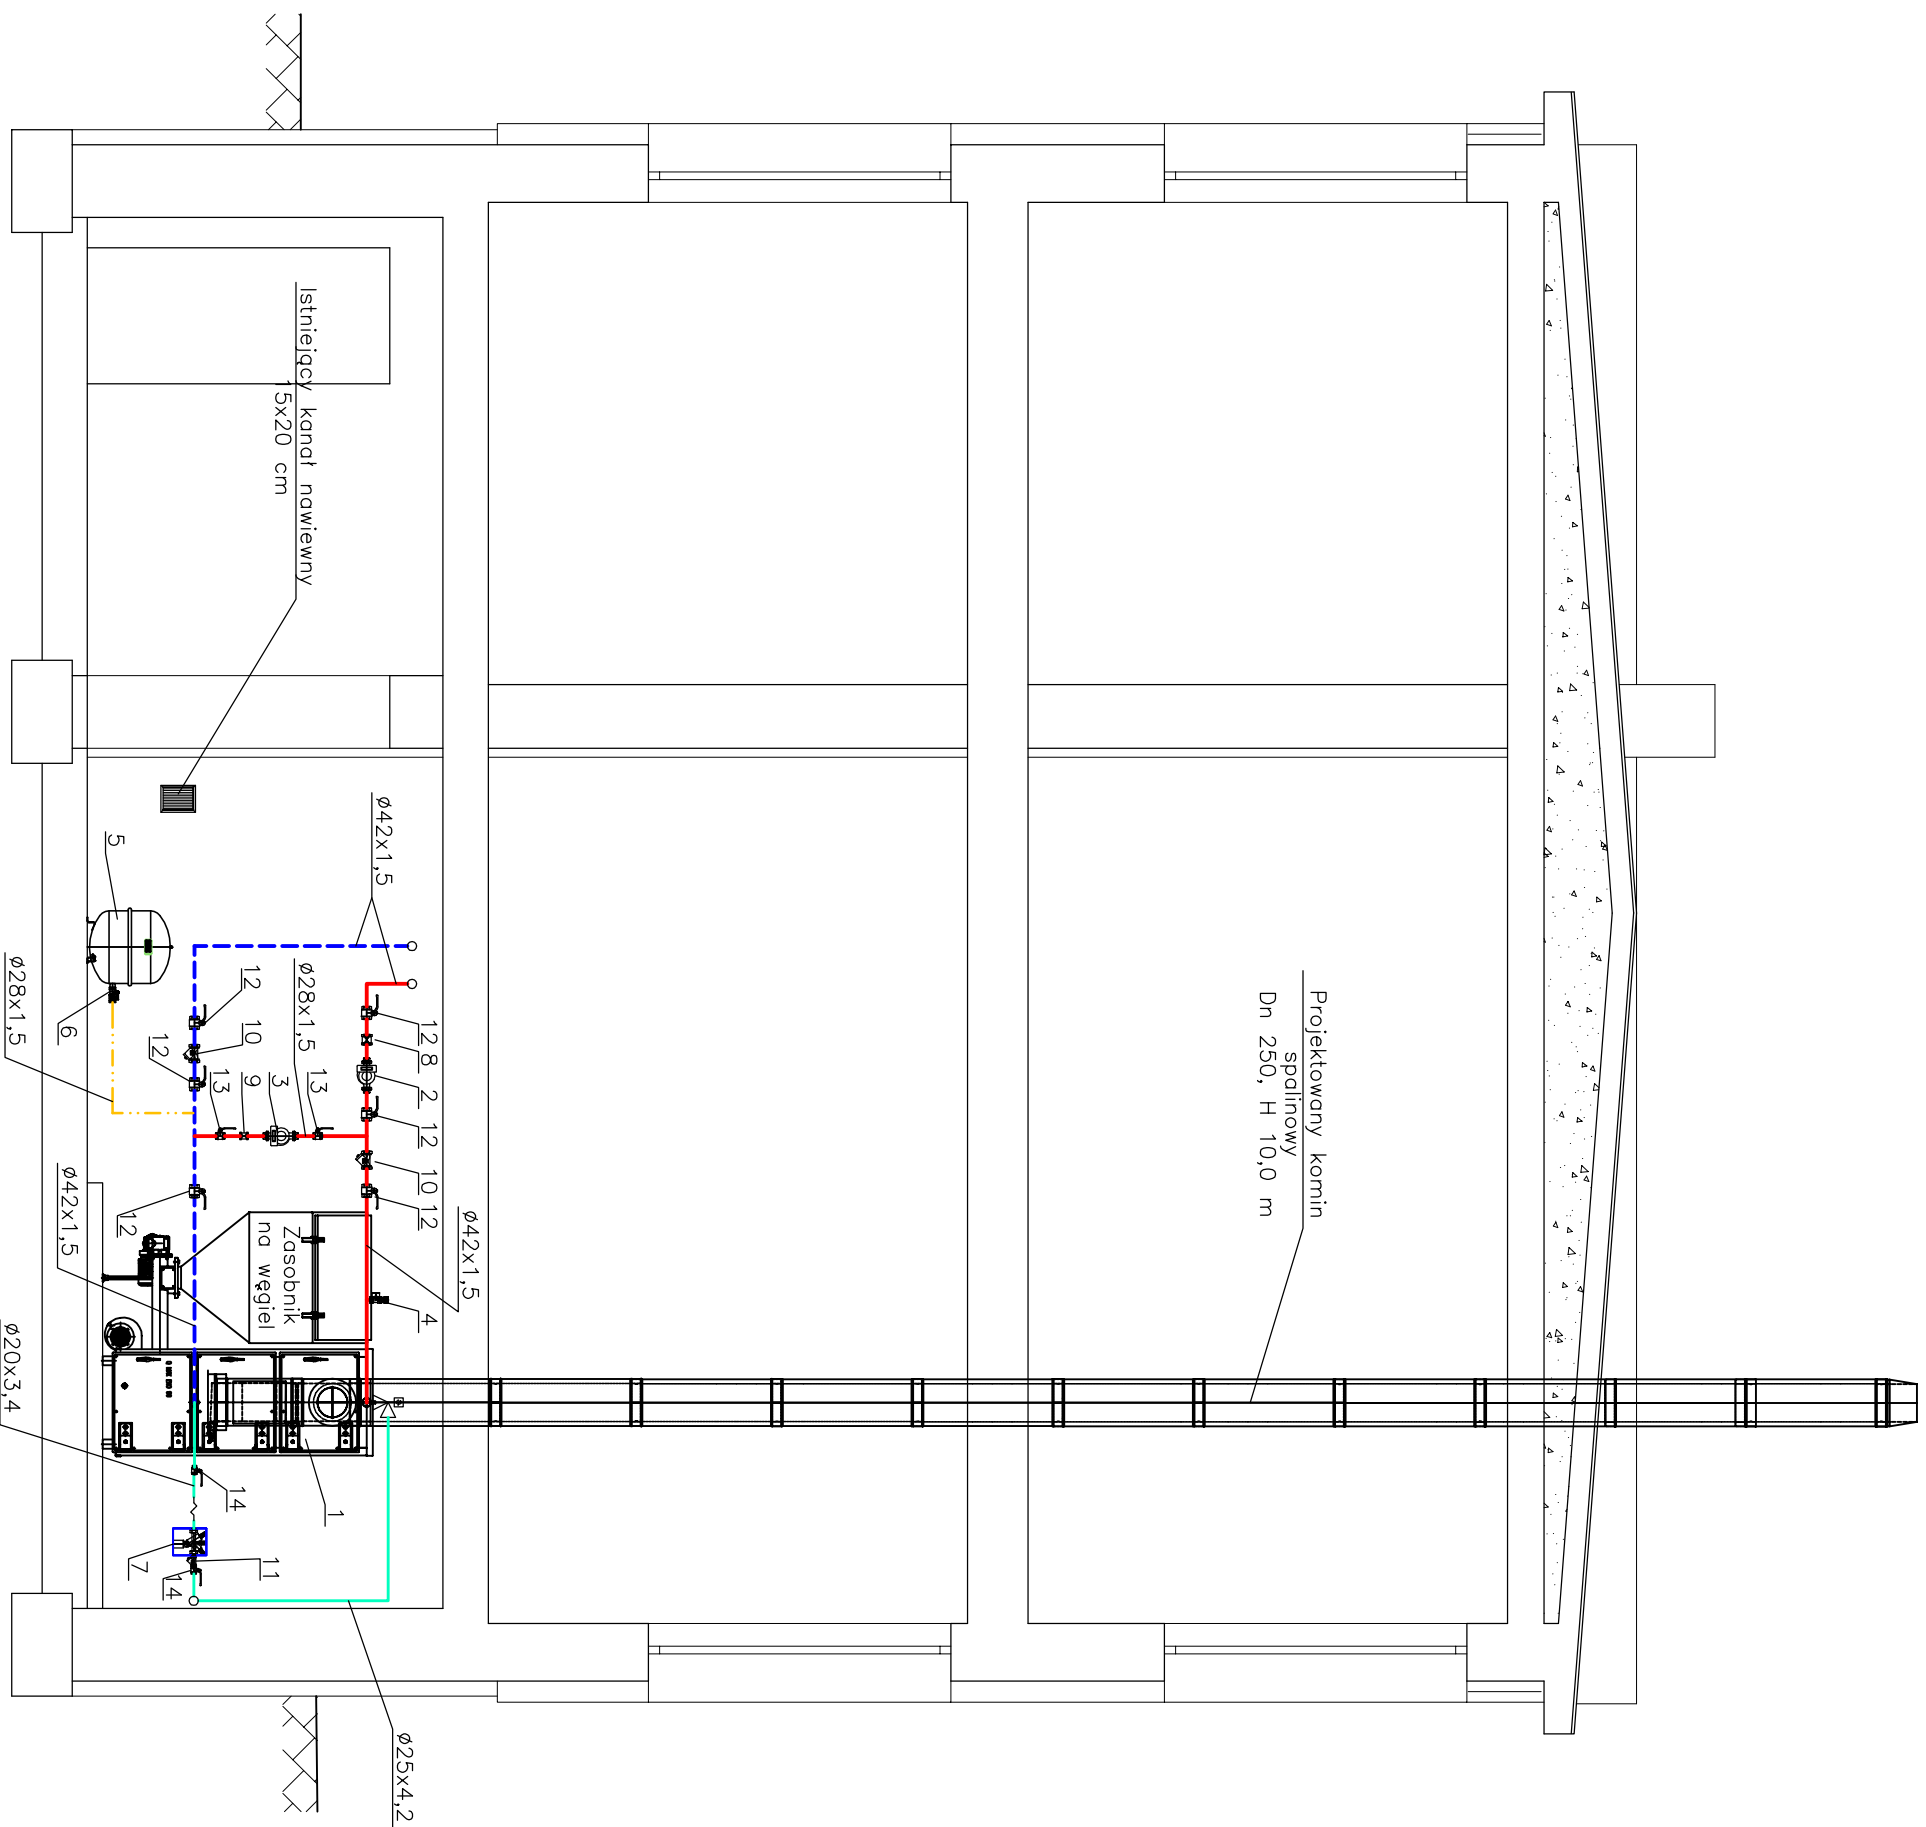 Projektowany komin
spalinowy
Dn 250, H 10,0 m
Istniejący kanał nawiewny
15x20 cm
ø42x1,5
12
8
2
12
10
12
ø42x1,5
4
ø28x1,5
13
3
9
13
12
10
12
5
6
ø28x1,5
12
ø42x1,5
Zasobnik
na węgiel
ø20x3,4
1
14
11
14
7
ø25x4,2